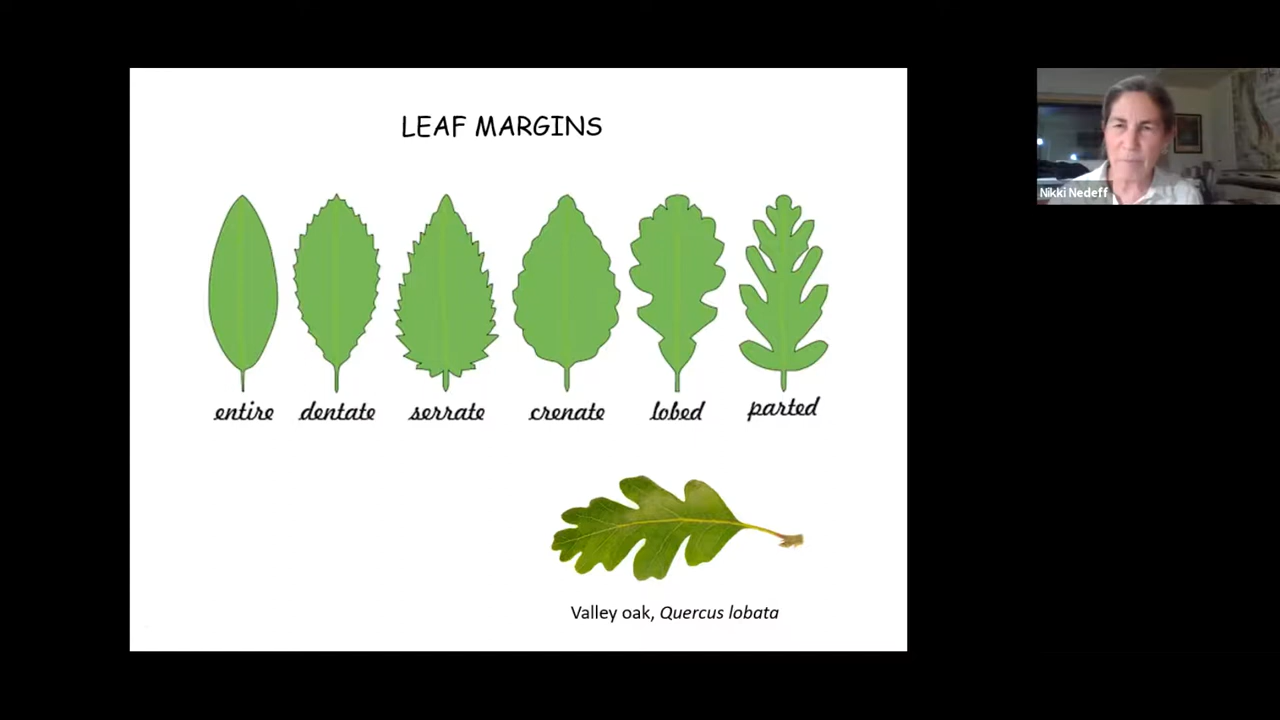 LEAF MARGINS
entire dentate serrate crenate lobed parted
Valley oak, Quercus lobata
Nikki Nedeff